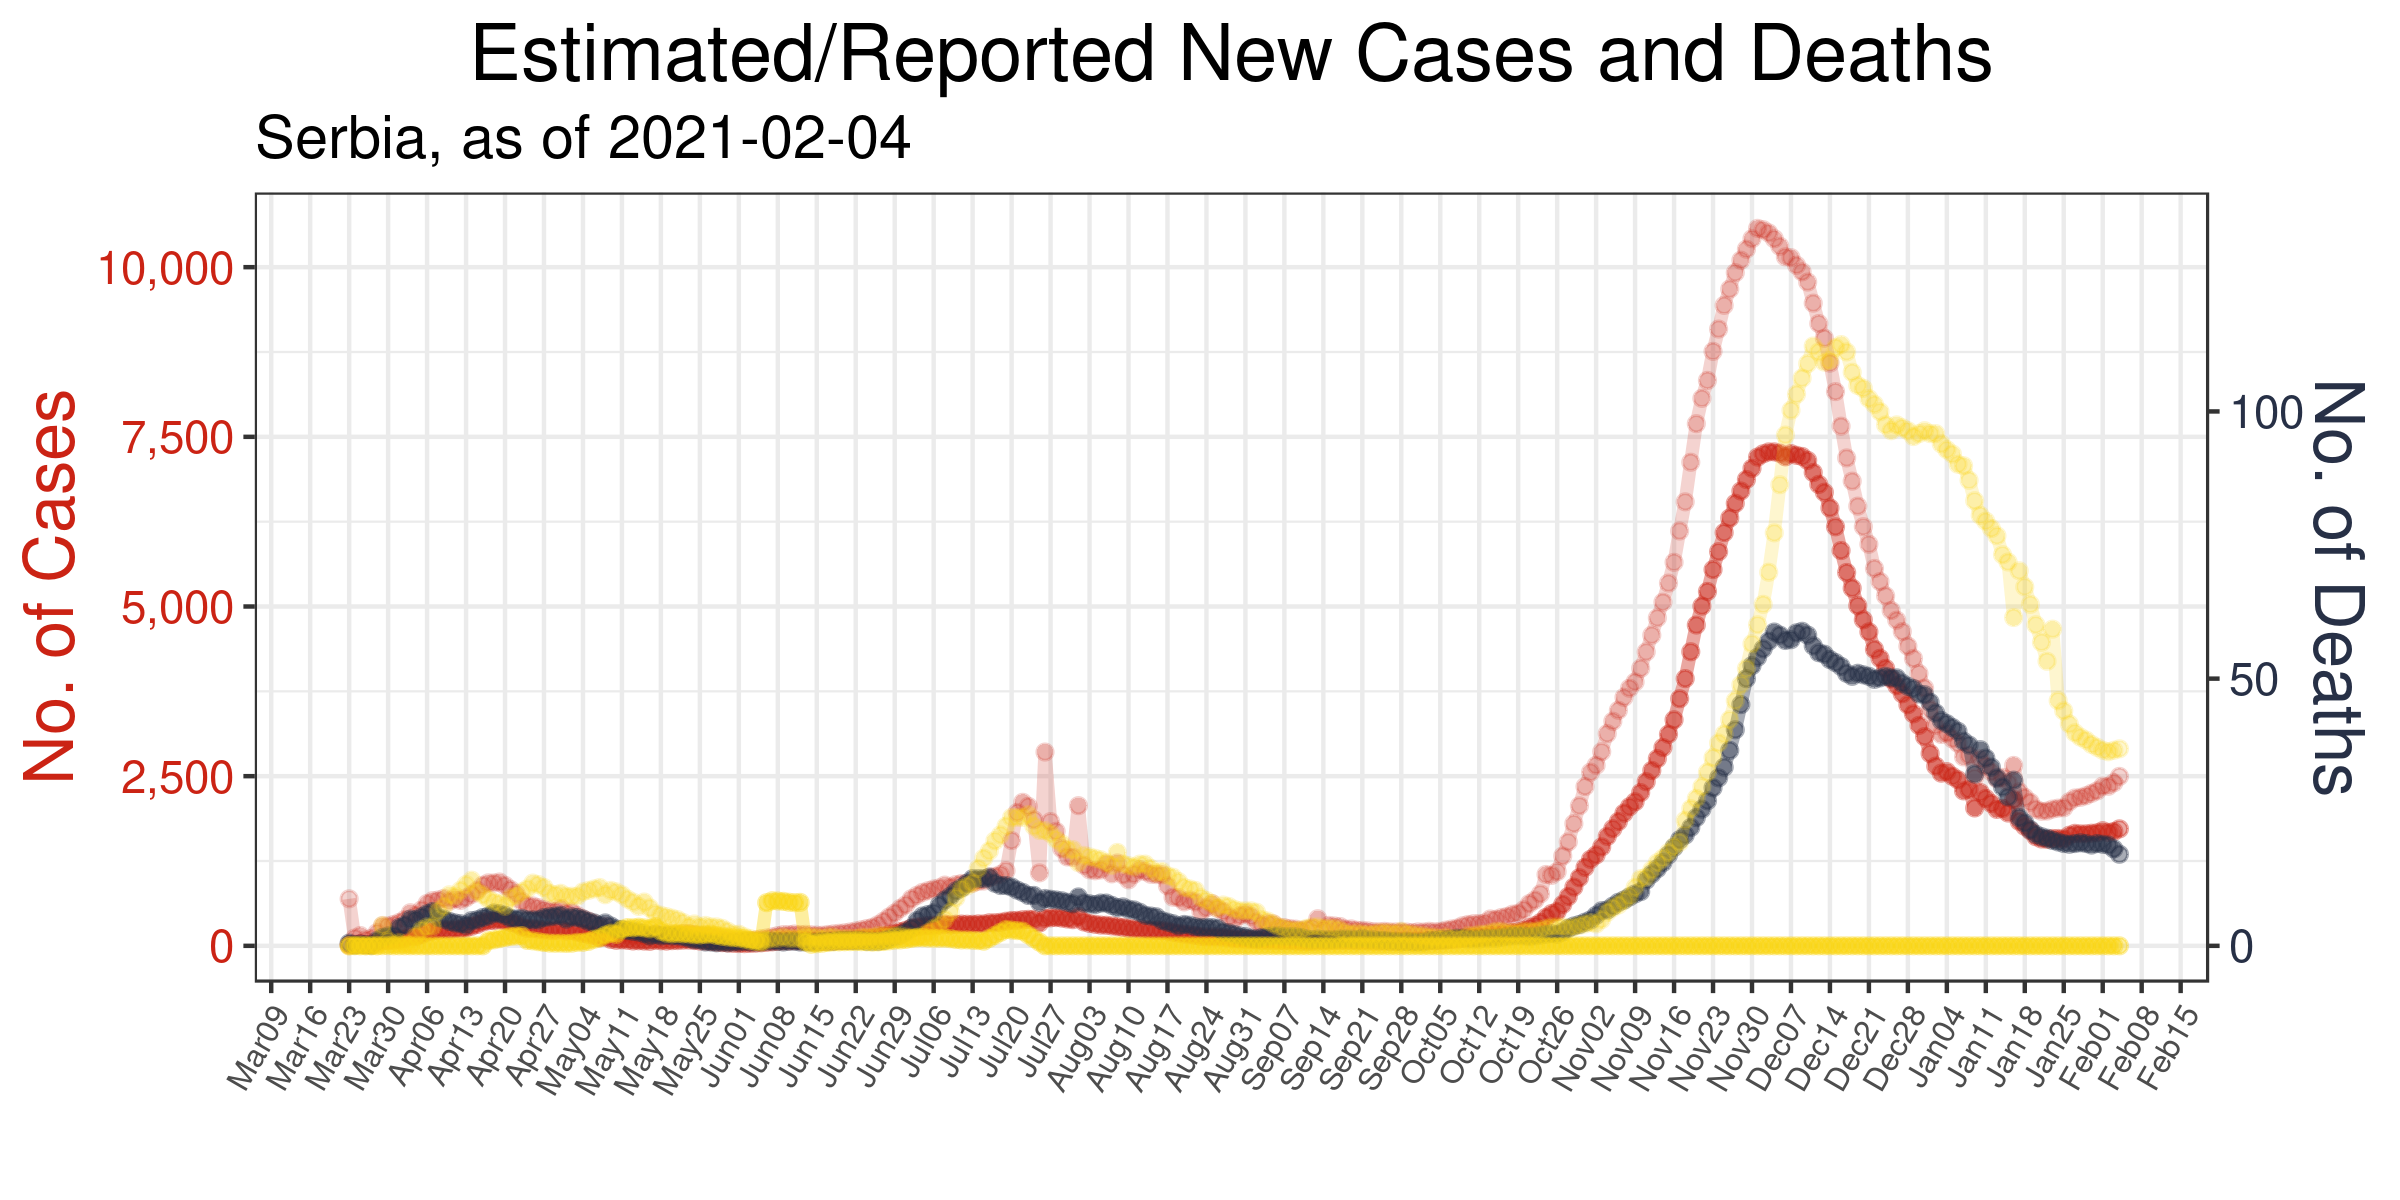 Estimated/Reported New Cases and Deaths
Serbia, as of 2021-02-04
No. of Cases
10,000
7,500
5,000
2,500
0
100
50
0
No. of Deaths
Mar09 Mar16 Mar23 Mar30 Apr06 Apr13 Apr20 Apr27 May04 May11 May18 May25 Jun01 Jun08 Jun15 Jun22 Jun29 Jul06 Jul13 Jul20 Jul27 Aug03 Aug10 Aug17 Aug24 Aug31 Sep07 Sep14 Sep21 Sep28 Oct05 Oct12 Oct19 Oct26 Nov02 Nov09 Nov16 Nov23 Nov30 Dec07 Dec14 Dec21 Dec28 Jan04 Jan11 Jan18 Jan25 Feb01 Feb08 Feb15